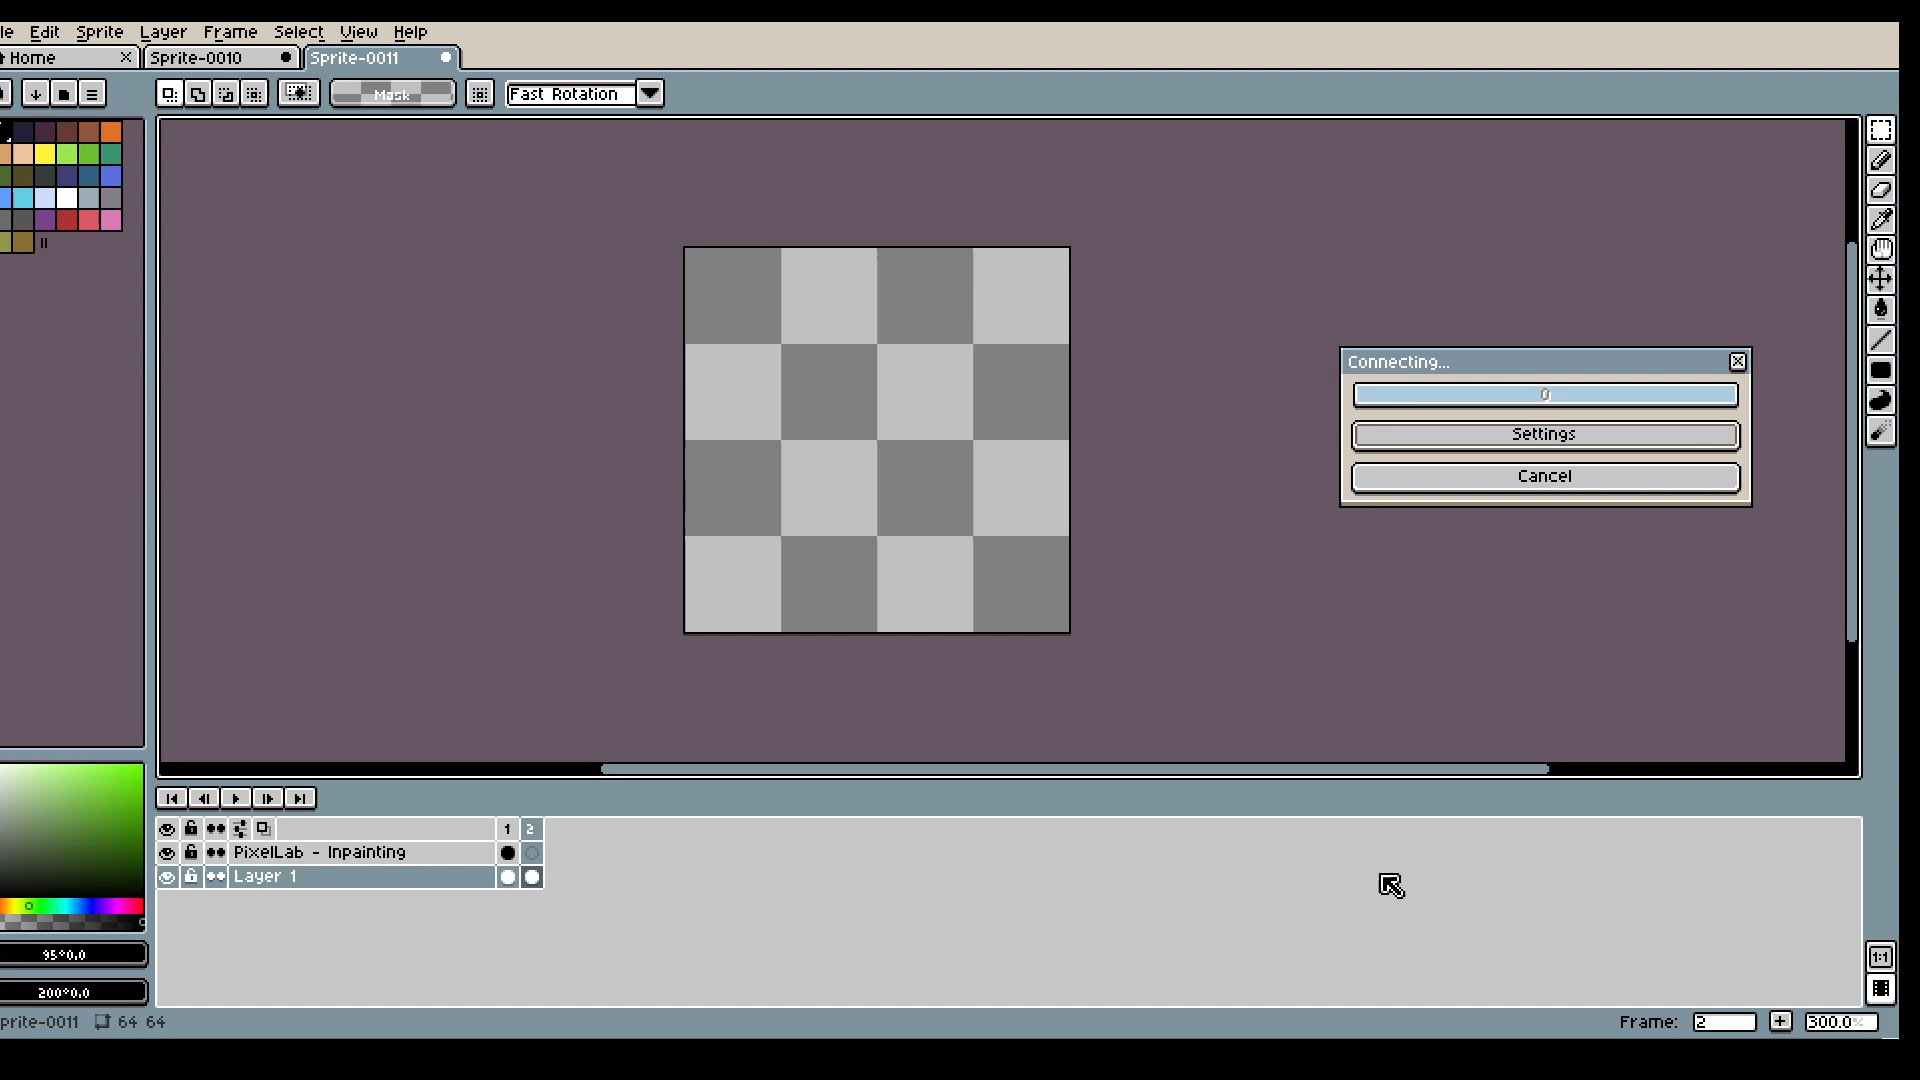 le Edit Sprite Layer Frame Select View Help
Home Sprite-0010 Sprite-0011
Mask Fast Rotation
Connecting...
0
Settings
Cancel
1 2
PixelLab - Inpainting
Layer 1
95°0,0
200°0,0
prite-0011 64 64 Frame: 2 + 300.0%
1:1